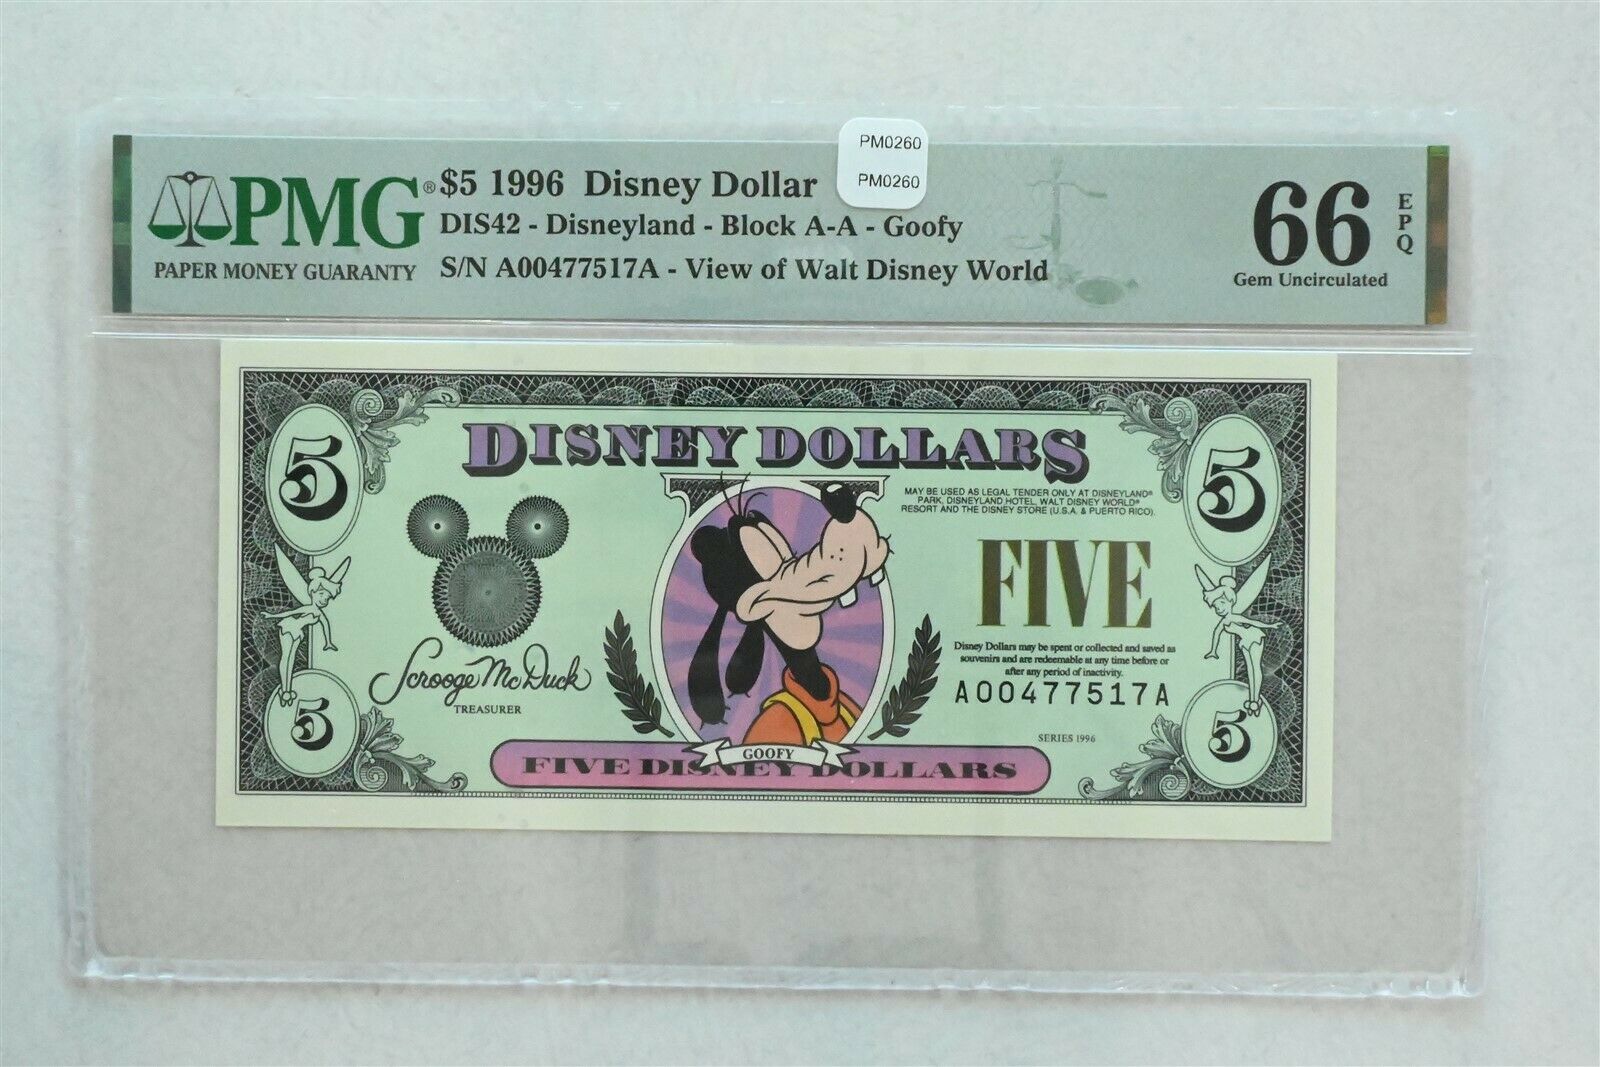 PM0260
PM0260
PMG®
PAPER MONEY GUARANTY
$5 1996 Disney Dollar
DIS42 - Disneyland - Block A-A - Goofy
S/N A00477517A - View of Walt Disney World
66
EPQ
Gem Uncirculated
5
DISNEY DOLLARS
5
MAY BE USED AS LEGAL TENDER ONLY AT DISNEYLAND®
PARK, DISNEYLAND HOTEL, WALT DISNEY WORLD®
RESORT AND THE DISNEY STORE (U.S.A. & PUERTO RICO).
FIVE
Disney Dollars may be spent or collected and saved as
souvenirs and are redeemable at any time before or
after any period of inactivity.
A00477517A
Scrooge McDuck
TREASURER
SERIES 1996
5
GOOFY
5
FIVE DISNEY DOLLARS